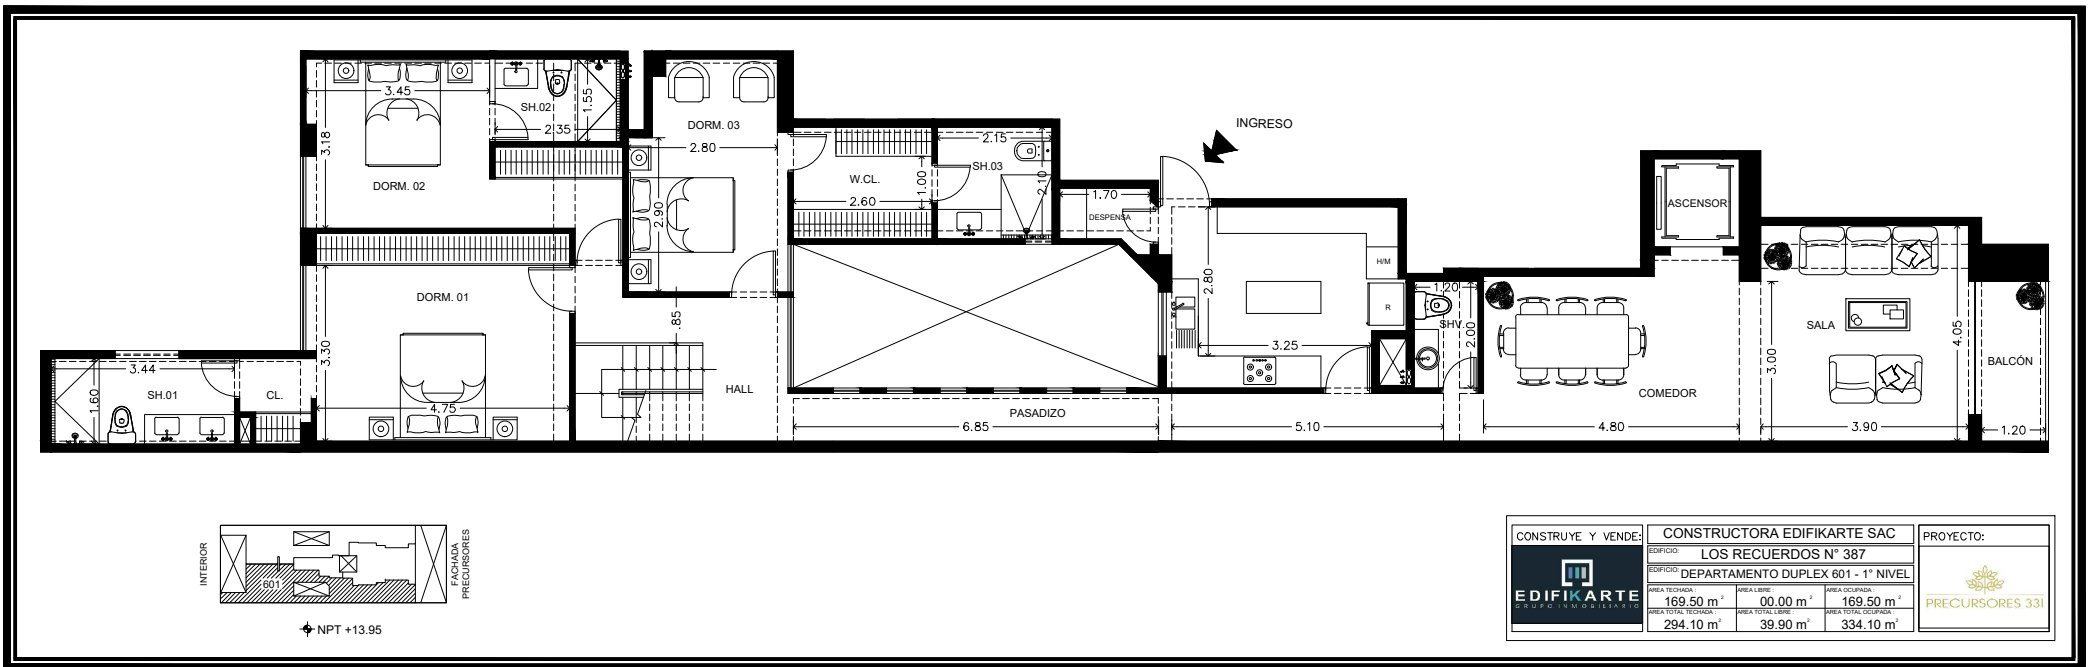 INGRESO
3.45
SH.02
1.55
2.35
3.18
DORM. 02
DORM. 03
2.80
2.90
W.CL.
1.00
2.60
2.15
SH.03
2.10
1.70
DESPENSA
ASCENSOR
H/M
R
2.80
3.25
1.20
SHV.
2.00
DORM. 01
3.30
4.75
3.44
SH.01
1.60
CL.
.85
HALL
PASADIZO
6.85
5.10
COMEDOR
4.80
3.00
SALA
4.05
3.90
BALCÓN
1.20
INTERIOR
601
FACHADA
PRECURSORES
NPT +13.95
CONSTRUYE Y VENDE:
EDIFIKARTE
GRUPO INMOBILIARIO
CONSTRUCTORA EDIFIKARTE SAC
EDIFICIO:
LOS RECUERDOS N° 387
EDIFICIO:
DEPARTAMENTO DUPLEX 601 - 1° NIVEL
AREA TECHADA :
169.50 m²
AREA LIBRE :
00.00 m²
AREA OCUPADA :
169.50 m²
AREA TOTAL TECHADA :
294.10 m²
AREA TOTAL LIBRE :
39.90 m²
AREA TOTAL OCUPADA :
334.10 m²
PROYECTO:
PRECURSORES 331